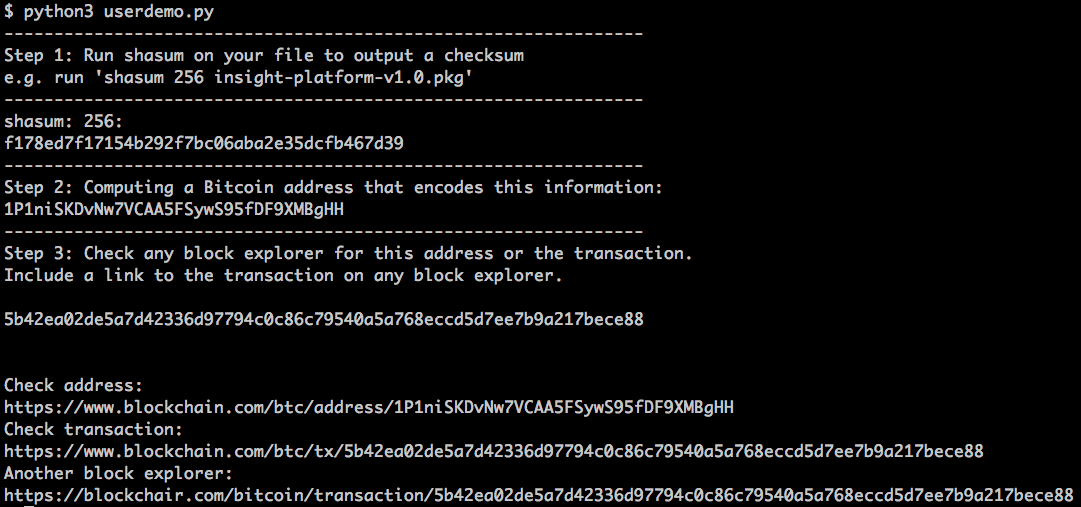 $ python3 userdemo.py
----------------------------------------------------------------
Step 1: Run shasum on your file to output a checksum
e.g. run 'shasum 256 insight-platform-v1.0.pkg'
----------------------------------------------------------------
shasum: 256:
f178ed7f17154b292f7bc06aba2e35dcfb467d39
----------------------------------------------------------------
Step 2: Computing a Bitcoin address that encodes this information:
1P1niSKDvNw7VCAA5FSywS95fDF9XMBgHH
----------------------------------------------------------------
Step 3: Check any block explorer for this address or the transaction.
Include a link to the transaction on any block explorer.

5b42ea02de5a7d42336d97794c0c86c79540a5a768eccd5d7ee7b9a217bece88

Check address:
https://www.blockchain.com/btc/address/1P1niSKDvNw7VCAA5FSywS95fDF9XMBgHH
Check transaction:
https://www.blockchain.com/btc/tx/5b42ea02de5a7d42336d97794c0c86c79540a5a768eccd5d7ee7b9a217bece88
Another block explorer:
https://blockchair.com/bitcoin/transaction/5b42ea02de5a7d42336d97794c0c86c79540a5a768eccd5d7ee7b9a217bece88